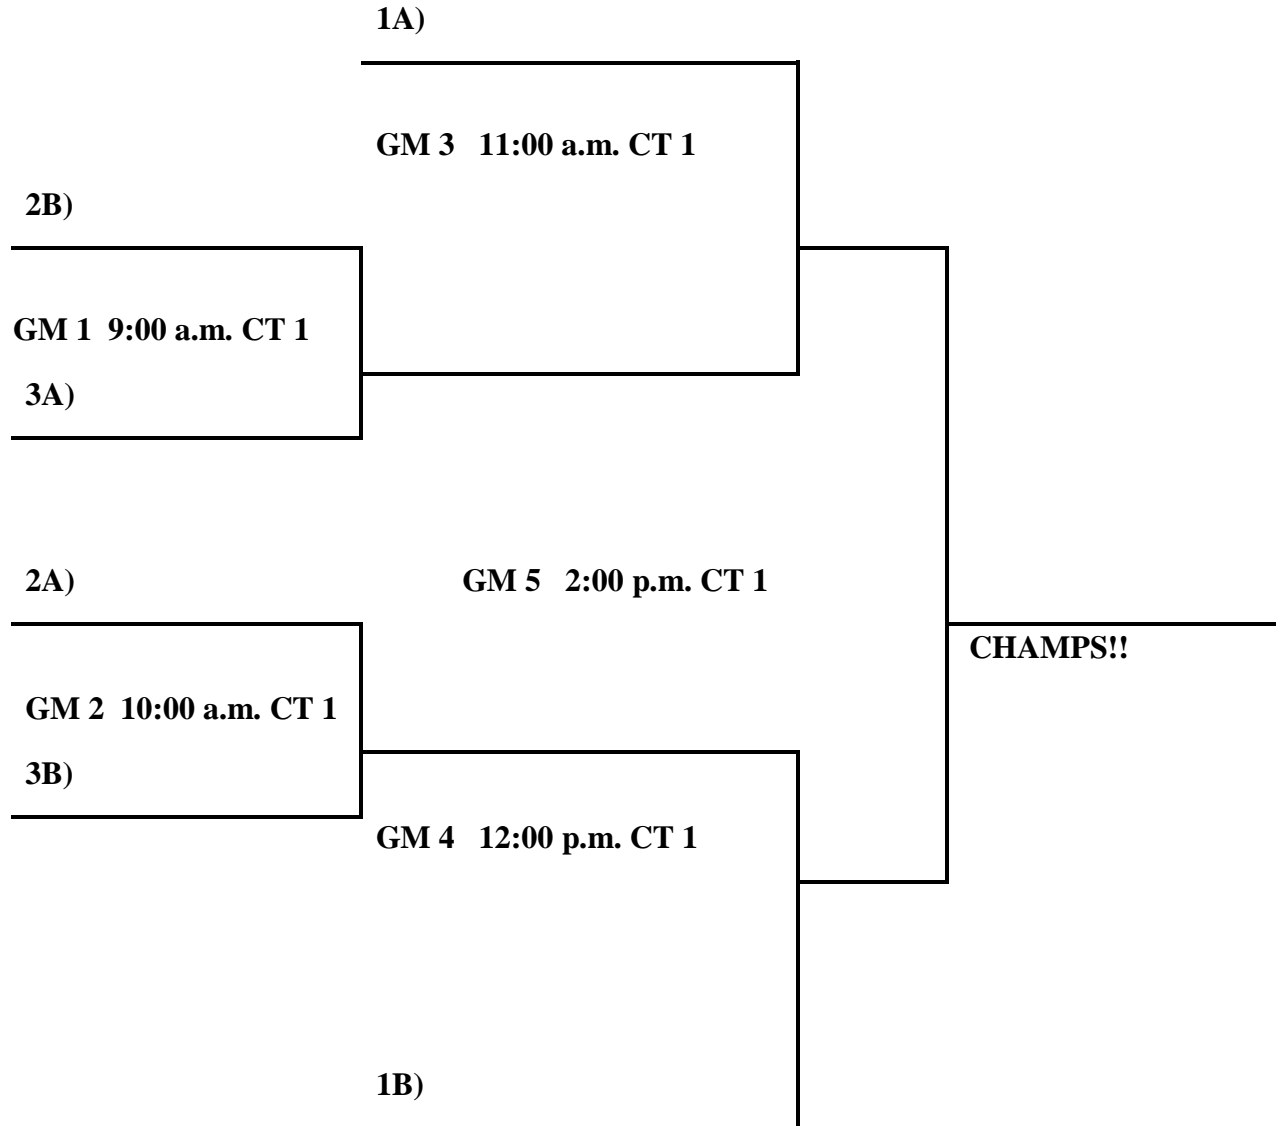 1A)
GM 3 11:00 a.m. CT 1
2B)
GM 1 9:00 a.m. CT 1
3A)
2A)
GM 5 2:00 p.m. CT 1
CHAMPS!!
GM 2 10:00 a.m. CT 1
3B)
GM 4 12:00 p.m. CT 1
1B)